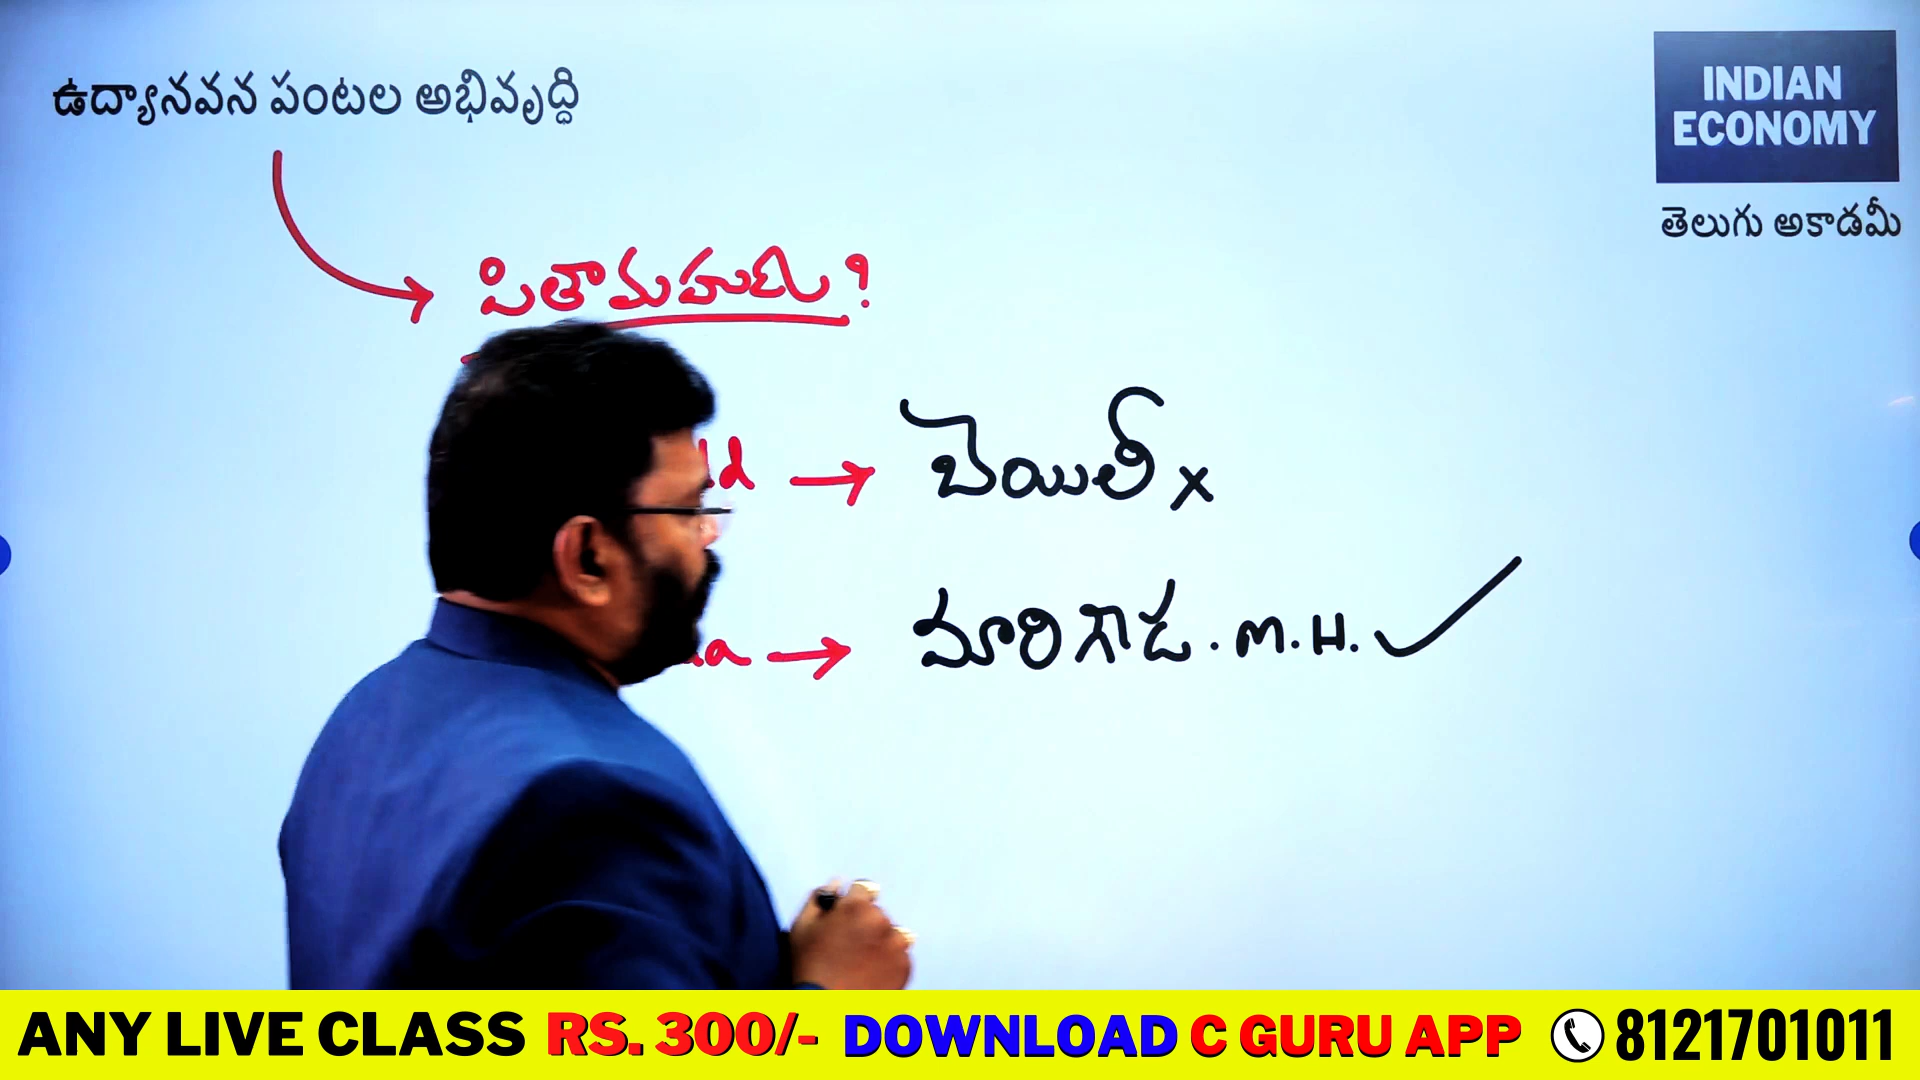 ఉద్యానవన పంటల అభివృద్ధి
INDIAN
ECONOMY
తెలుగు అకాడమీ
పితామహుడు?
→ బెయిలీ x
→ మారిగౌడ. M.H. ✓
ANY LIVE CLASS RS. 300/- DOWNLOAD C GURU APP 8121701011